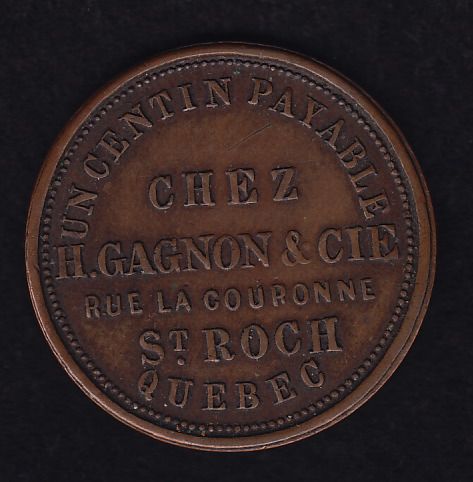 UN CENTIN PAYABLE
CHEZ
H. GAGNON & CIE
RUE LA COURONNE
ST. ROCH
QUEBEC